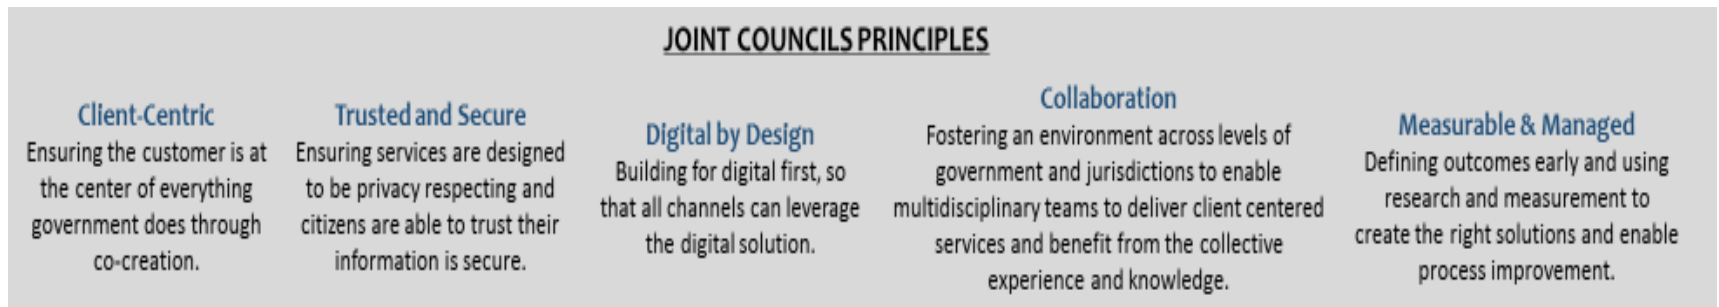 JOINT COUNCILS PRINCIPLES
Client-Centric
Ensuring the customer is at
the center of everything
government does through
co-creation.
Trusted and Secure
Ensuring services are designed
to be privacy respecting and
citizens are able to trust their
information is secure.
Digital by Design
Building for digital first, so
that all channels can leverage
the digital solution.
Collaboration
Fostering an environment across levels of
government and jurisdictions to enable
multidisciplinary teams to deliver client centered
services and benefit from the collective
experience and knowledge.
Measurable & Managed
Defining outcomes early and using
research and measurement to
create the right solutions and enable
process improvement.